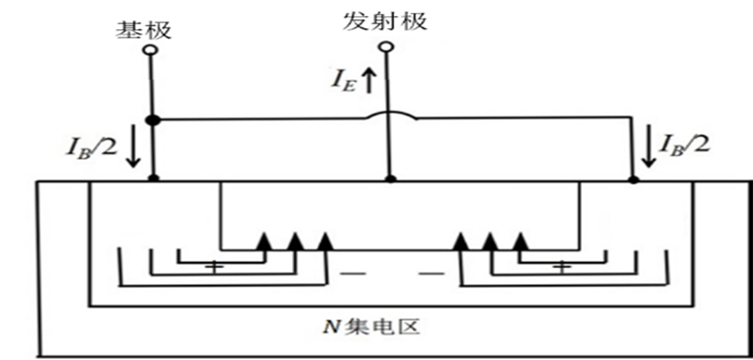 基极
发射极
I_E
I_B/2
I_B/2
+
— —
+
N集电区